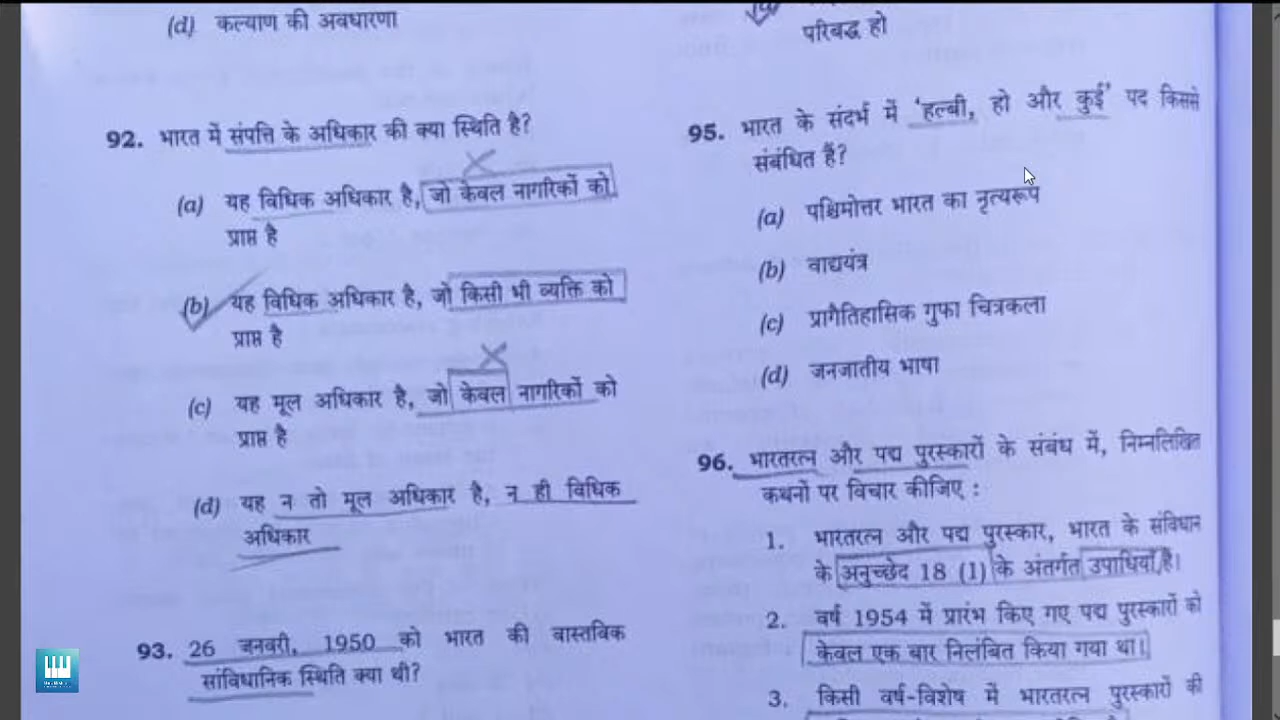 (d) कल्याण की अवधारणा
92. भारत में संपत्ति के अधिकार की क्या स्थिति है?
(a) यह विधिक अधिकार है, जो केवल नागरिकों को
प्राप्त है
(b) यह विधिक अधिकार है, जो किसी भी व्यक्ति को
प्राप्त है
(c) यह मूल अधिकार है, जो केवल नागरिकों को
प्राप्त है
(d) यह न तो मूल अधिकार है, न ही विधिक
अधिकार
93. 26 जनवरी, 1950 को भारत की वास्तविक
सांविधानिक स्थिति क्या थी?
परिबद्ध हो
95. भारत के संदर्भ में 'हल्बी, हो और कुई' पद किससे
संबंधित हैं?
(a) पश्चिमोत्तर भारत का नृत्यरूप
(b) वाद्ययंत्र
(c) प्रागैतिहासिक गुफा चित्रकला
(d) जनजातीय भाषा
96. भारतरत्न और पद्म पुरस्कारों के संबंध में, निम्नलिखित
कथनों पर विचार कीजिए :
1. भारतरत्न और पद्म पुरस्कार, भारत के संविधान
के अनुच्छेद 18 (1) के अंतर्गत उपाधियाँ हैं।
2. वर्ष 1954 में प्रारंभ किए गए पद्म पुरस्कारों को
केवल एक बार निलंबित किया गया था।
3. किसी वर्ष-विशेष में भारतरत्न पुरस्कारों की